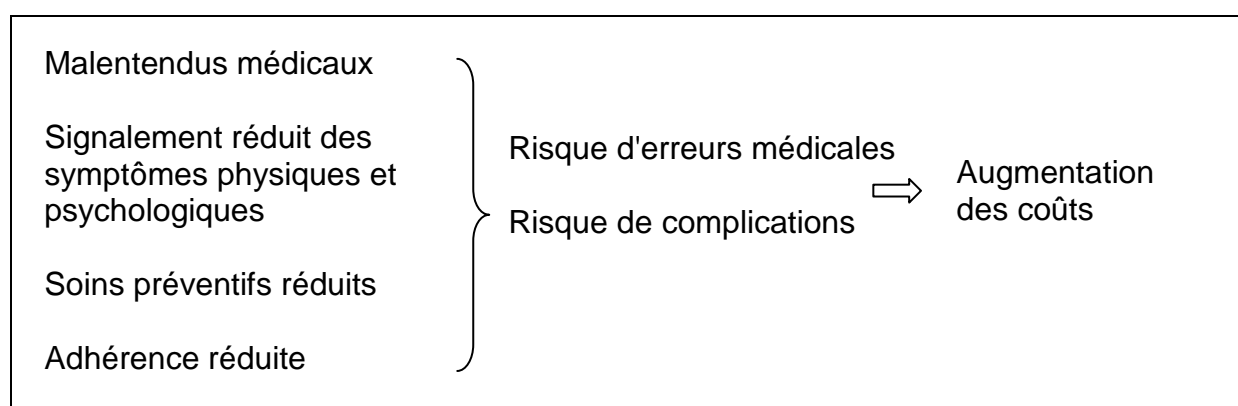 Malentendus médicaux
Signalement réduit des
symptômes physiques et
psychologiques
Soins préventifs réduits
Adhérence réduite
Risque d'erreurs médicales
Risque de complications
Augmentation
des coûts